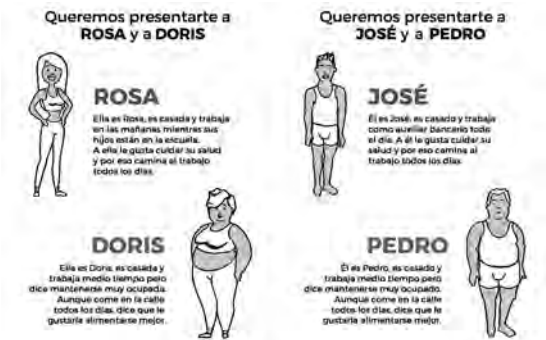 Queremos presentarte a
ROSA y a DORIS
ROSA
Ella es Rosa, es casada y trabaja
en las mañanas mientras sus
hijos están en la escuela.
A ella le gusta cuidar su salud
y por eso camina al trabajo
todos los días.
DORIS
Ella es Doris, es casada y
trabaja medio tiempo pero
dice mantenerse muy ocupada.
Aunque come en la calle
todos los días, dice que le
gustaría alimentarse mejor.
Queremos presentarte a
JOSÉ y a PEDRO
JOSÉ
Él es José, es casado y trabaja
como auxiliar bancario todo
el día. A él le gusta cuidar su
salud y por eso camina al
trabajo todos los días.
PEDRO
Él es Pedro, es casado y
trabaja medio tiempo pero
dice mantenerse muy ocupado.
Aunque come en la calle
todos los días, dice que le
gustaría alimentarse mejor.